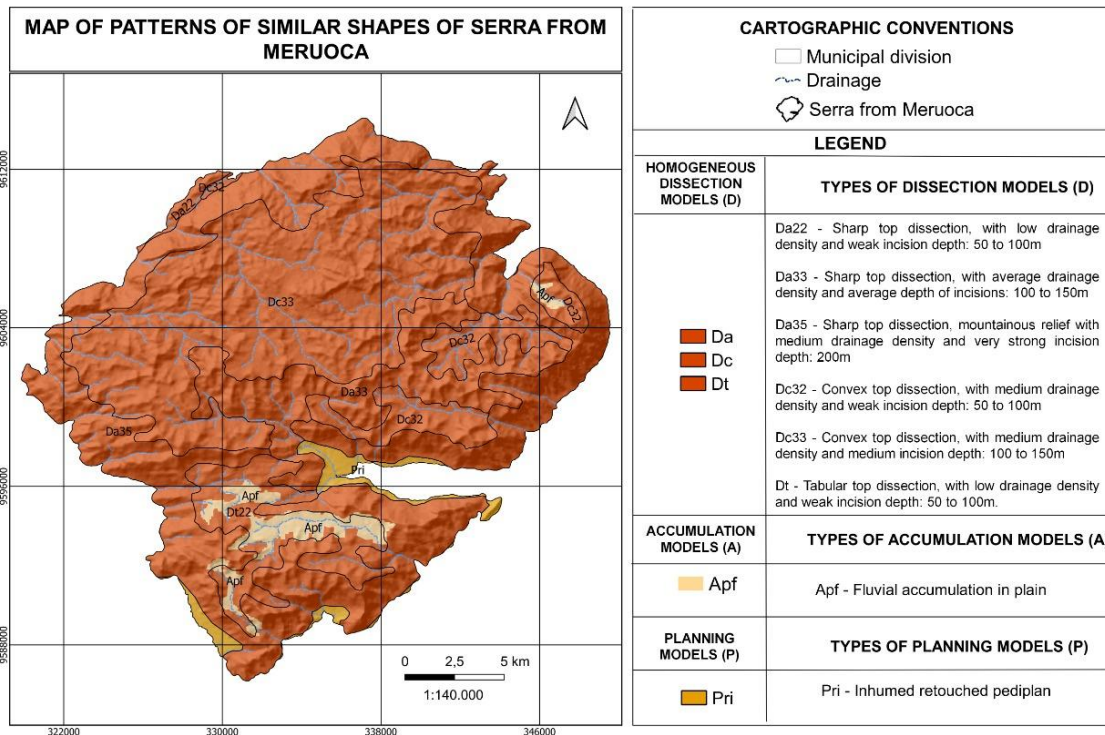 MAP OF PATTERNS OF SIMILAR SHAPES OF SERRA FROM
MERUOCA
9612000
9604000
9596000
9588000
322000
330000
338000
346000
Dc32
Da22
Dc33
Apf
Dc32
Dc32
Da33
Dc32
Da35
Pri
Apf
Dt22
Apf
Apf
0 2,5 5 km
1:140.000
CARTOGRAPHIC CONVENTIONS
Municipal division
Drainage
Serra from Meruoca
LEGEND
HOMOGENEOUS
DISSECTION
MODELS (D)
TYPES OF DISSECTION MODELS (D)
Da
Dc
Dt
Da22 - Sharp top dissection, with low drainage
density and weak incision depth: 50 to 100m
Da33 - Sharp top dissection, with average drainage
density and average depth of incisions: 100 to 150m
Da35 - Sharp top dissection, mountainous relief with
medium drainage density and very strong incision
depth: 200m
Dc32 - Convex top dissection, with medium drainage
density and weak incision depth: 50 to 100m
Dc33 - Convex top dissection, with medium drainage
density and medium incision depth: 100 to 150m
Dt - Tabular top dissection, with low drainage density
and weak incision depth: 50 to 100m.
ACCUMULATION
MODELS (A)
TYPES OF ACCUMULATION MODELS (A
Apf
Apf - Fluvial accumulation in plain
PLANNING
MODELS (P)
TYPES OF PLANNING MODELS (P)
Pri
Pri - Inhumed retouched pediplan